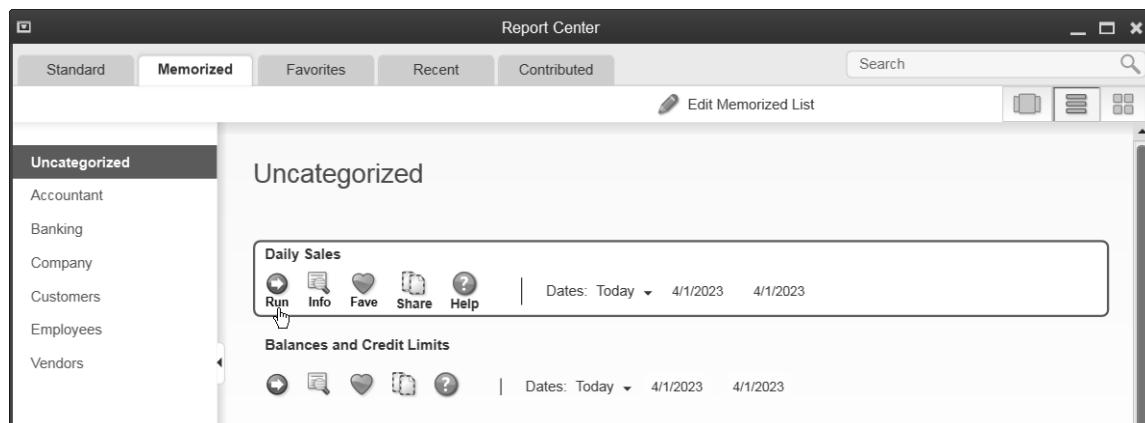 Report Center
Standard Memorized Favorites Recent Contributed Search
Edit Memorized List
Uncategorized
Accountant
Banking
Company
Customers
Employees
Vendors
Uncategorized
Daily Sales
Run Info Fave Share Help Dates: Today 4/1/2023 4/1/2023
Balances and Credit Limits
Dates: Today 4/1/2023 4/1/2023